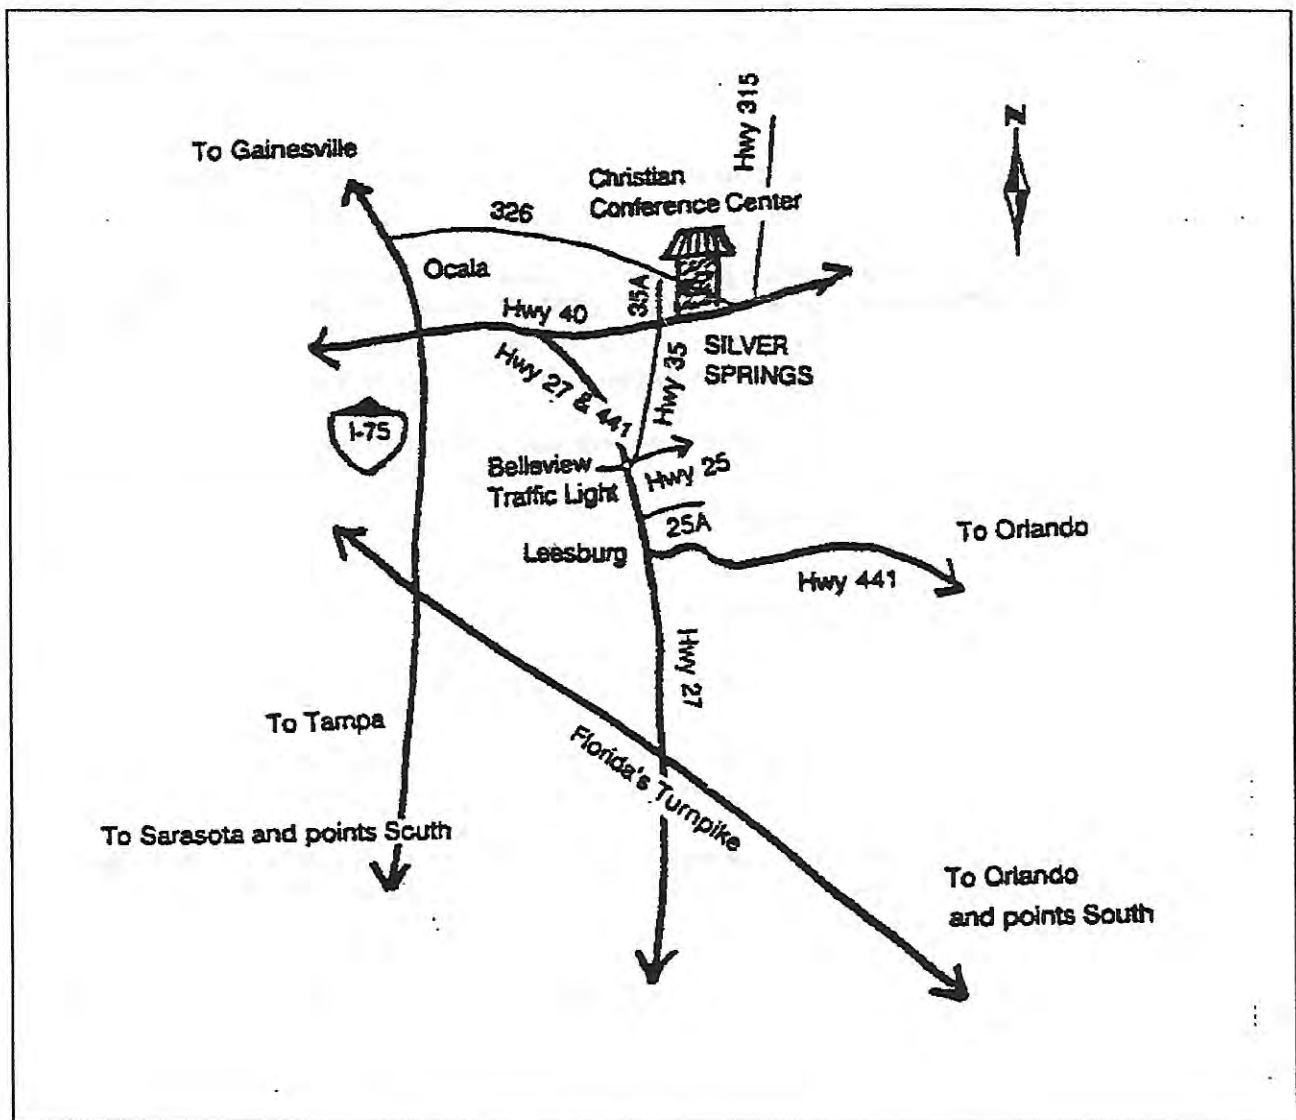 Hwy 315
N
To Gainesville
Christian
Conference Center
326
Ocala
35A
Hwy 40
SILVER
SPRINGS
Hwy 27 & 441
Hwy 35
I-75
Belleview
Traffic Light
Hwy 25
25A
Leesburg
To Orlando
Hwy 441
Hwy 27
To Tampa
Florida's Turnpike
To Sarasota and points South
To Orlando
and points South